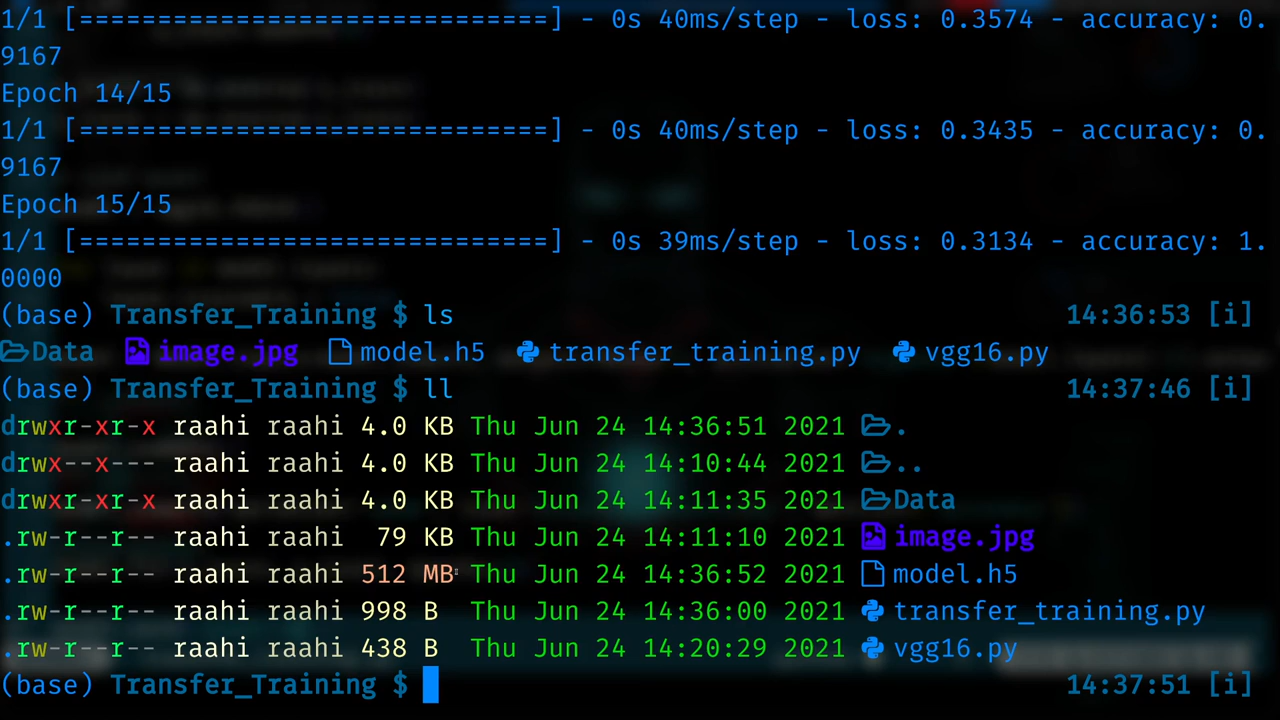 1/1 [==============================] - 0s 40ms/step - loss: 0.3574 - accuracy: 0.
9167
Epoch 14/15
1/1 [==============================] - 0s 40ms/step - loss: 0.3435 - accuracy: 0.
9167
Epoch 15/15
1/1 [==============================] - 0s 39ms/step - loss: 0.3134 - accuracy: 1.
0000
(base) Transfer_Training $ ls 14:36:53 [i]
Data image.jpg model.h5 transfer_training.py vgg16.py
(base) Transfer_Training $ ll 14:37:46 [i]
drwxr-xr-x raahi raahi 4.0 KB Thu Jun 24 14:36:51 2021 .
drwx--x--- raahi raahi 4.0 KB Thu Jun 24 14:10:44 2021 ..
drwxr-xr-x raahi raahi 4.0 KB Thu Jun 24 14:11:35 2021 Data
.rw-r--r-- raahi raahi 79 KB Thu Jun 24 14:11:10 2021 image.jpg
.rw-r--r-- raahi raahi 512 MB Thu Jun 24 14:36:52 2021 model.h5
.rw-r--r-- raahi raahi 998 B Thu Jun 24 14:36:00 2021 transfer_training.py
.rw-r--r-- raahi raahi 438 B Thu Jun 24 14:20:29 2021 vgg16.py
(base) Transfer_Training $ 14:37:51 [i]